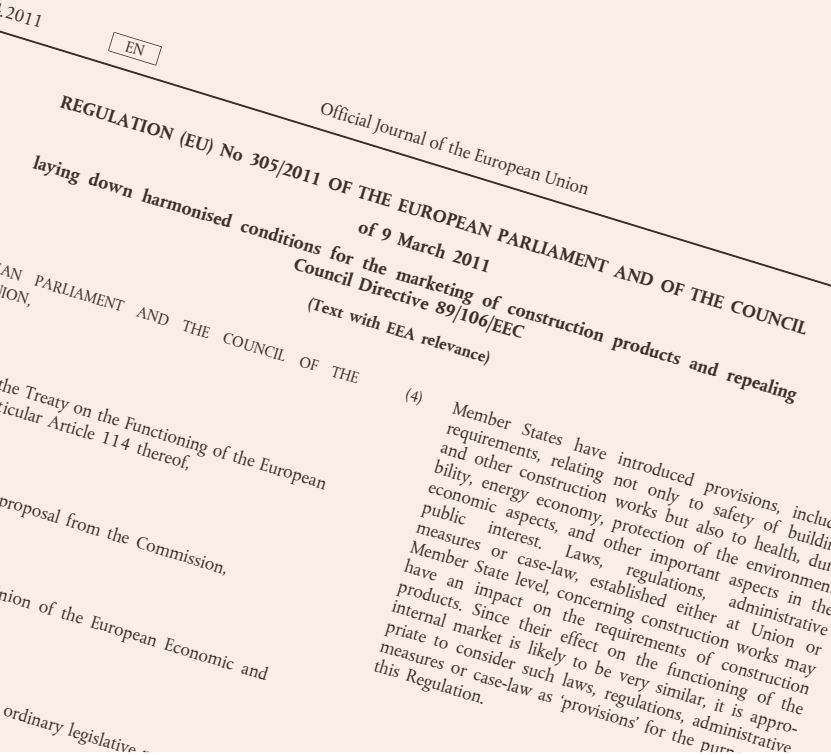 .2011
EN
Official Journal of the European Union
REGULATION (EU) No 305/2011 OF THE EUROPEAN PARLIAMENT AND OF THE COUNCIL
of 9 March 2011
laying down harmonised conditions for the marketing of construction products and repealing
Council Directive 89/106/EEC
(Text with EEA relevance)
PARLIAMENT AND THE COUNCIL OF THE
the Treaty on the Functioning of the European
Article 114 thereof,
proposal from the Commission,
of the European Economic and
ordinary legislative
(4)
Member States have introduced provisions,
requirements, relating not only to safety of
and other construction works but also to health,
bility, energy economy, protection of the
economic aspects, and other important aspects in the
public interest. Laws, regulations, administrative
measures or case-law, established either at Union or
Member State level, concerning construction works may
have an impact on the requirements of construction
products. Since their effect on the functioning of the
internal market is likely to be very similar, it is appro-
priate to consider such laws, regulations, administrative
measures or case-law as ‘provisions’ for the
this Regulation.